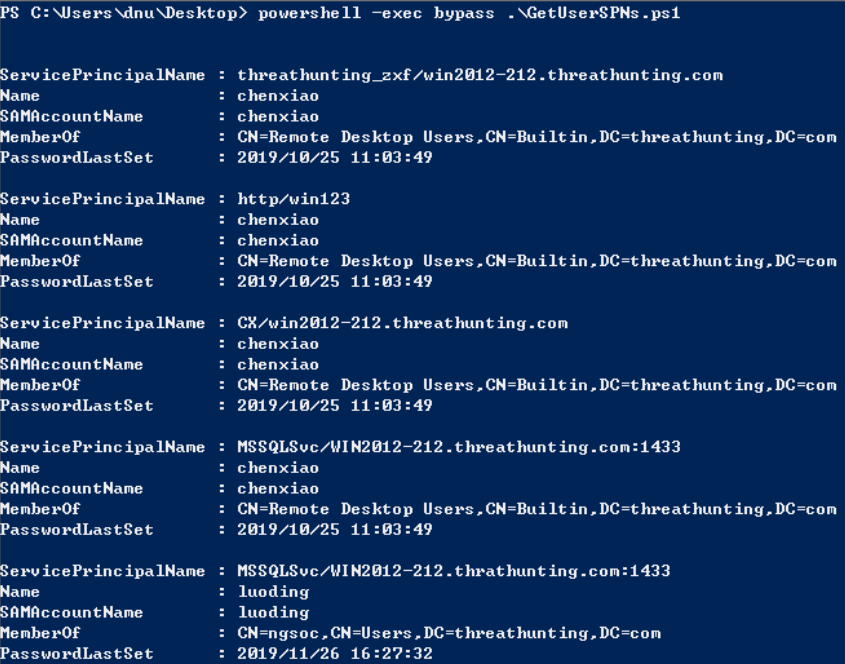 PS C:\Users\dnu\Desktop> powershell -exec bypass .\GetUserSPNs.ps1
ServicePrincipalName : threathunting_zxf/win2012-212.threathunting.com
Name : chenxiao
SAMAccountName : chenxiao
MemberOf : CN=Remote Desktop Users,CN=Builtin,DC=threathunting,DC=com
PasswordLastSet : 2019/10/25 11:03:49
ServicePrincipalName : http/win123
Name : chenxiao
SAMAccountName : chenxiao
MemberOf : CN=Remote Desktop Users,CN=Builtin,DC=threathunting,DC=com
PasswordLastSet : 2019/10/25 11:03:49
ServicePrincipalName : CX/win2012-212.threathunting.com
Name : chenxiao
SAMAccountName : chenxiao
MemberOf : CN=Remote Desktop Users,CN=Builtin,DC=threathunting,DC=com
PasswordLastSet : 2019/10/25 11:03:49
ServicePrincipalName : MSSQLSvc/WIN2012-212.threathunting.com:1433
Name : chenxiao
SAMAccountName : chenxiao
MemberOf : CN=Remote Desktop Users,CN=Builtin,DC=threathunting,DC=com
PasswordLastSet : 2019/10/25 11:03:49
ServicePrincipalName : MSSQLSvc/WIN2012-212.thrathunting.com:1433
Name : luoding
SAMAccountName : luoding
MemberOf : CN=ngsoc,CN=Users,DC=threathunting,DC=com
PasswordLastSet : 2019/11/26 16:27:32